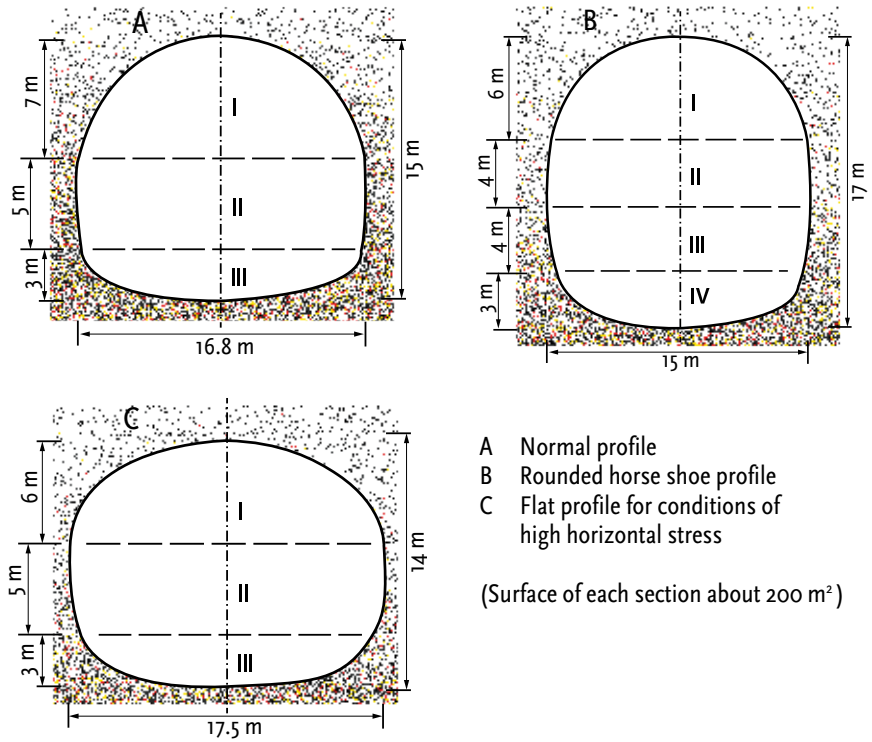 A
7 m
5 m
3 m
I
II
III
15 m
16.8 m
B
6 m
4 m
4 m
3 m
I
II
III
IV
17 m
15 m
C
6 m
5 m
3 m
I
II
III
14 m
17.5 m
A Normal profile
B Rounded horse shoe profile
C Flat profile for conditions of
high horizontal stress
(Surface of each section about 200 m²)